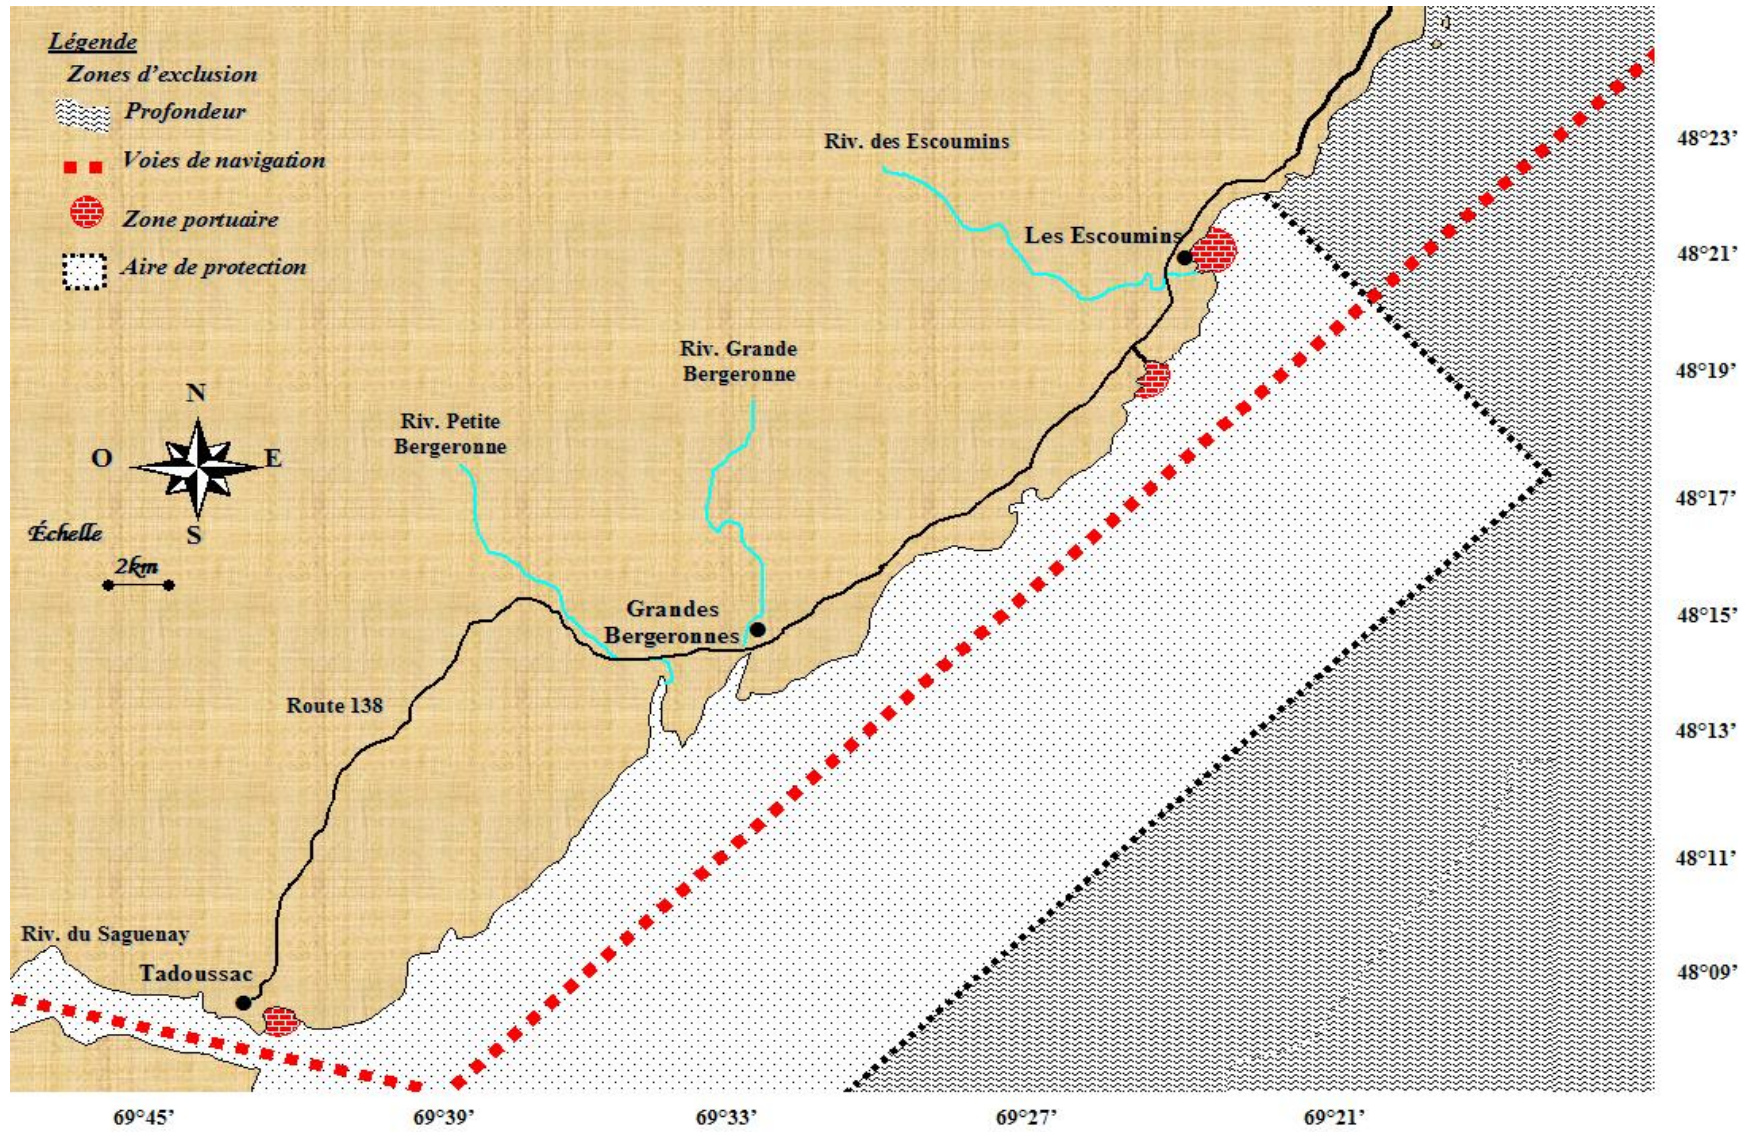 Légende
Zones d'exclusion
Profondeur
Voies de navigation
Zone portuaire
Aire de protection
Riv. des Escoumins
Les Escoumins
Riv. Grande
Bergeronne
Riv. Petite
Bergeronne
N
O
E
S
Échelle
2km
Grandes
Bergeronnes
Route 138
Riv. du Saguenay
Tadoussac
48°23’
48°21’
48°19’
48°17’
48°15’
48°13’
48°11’
48°09’
69°45’
69°39’
69°33’
69°27’
69°21’